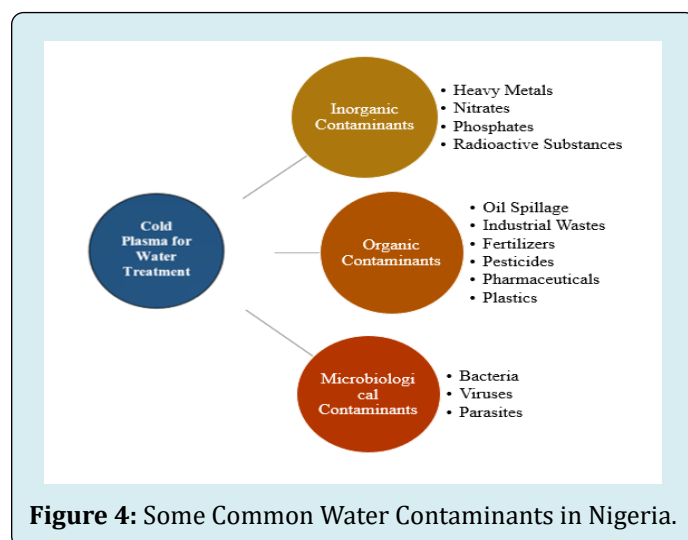 Inorganic
Contaminants
• Heavy Metals
• Nitrates
• Phosphates
• Radioactive Substances
Cold
Plasma for
Water
Treatment
Organic
Contaminants
• Oil Spillage
• Industrial Wastes
• Fertilizers
• Pesticides
• Pharmaceuticals
• Plastics
Microbiologi
cal
Contaminants
• Bacteria
• Viruses
• Parasites
Figure 4: Some Common Water Contaminants in Nigeria.